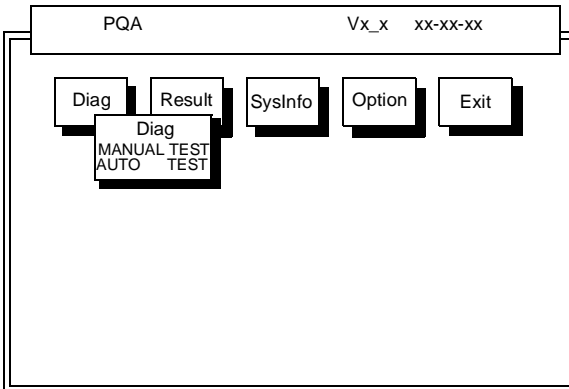 PQA Vx_x xx-xx-xx
Diag Result SysInfo Option Exit
Diag
MANUAL TEST
AUTO TEST